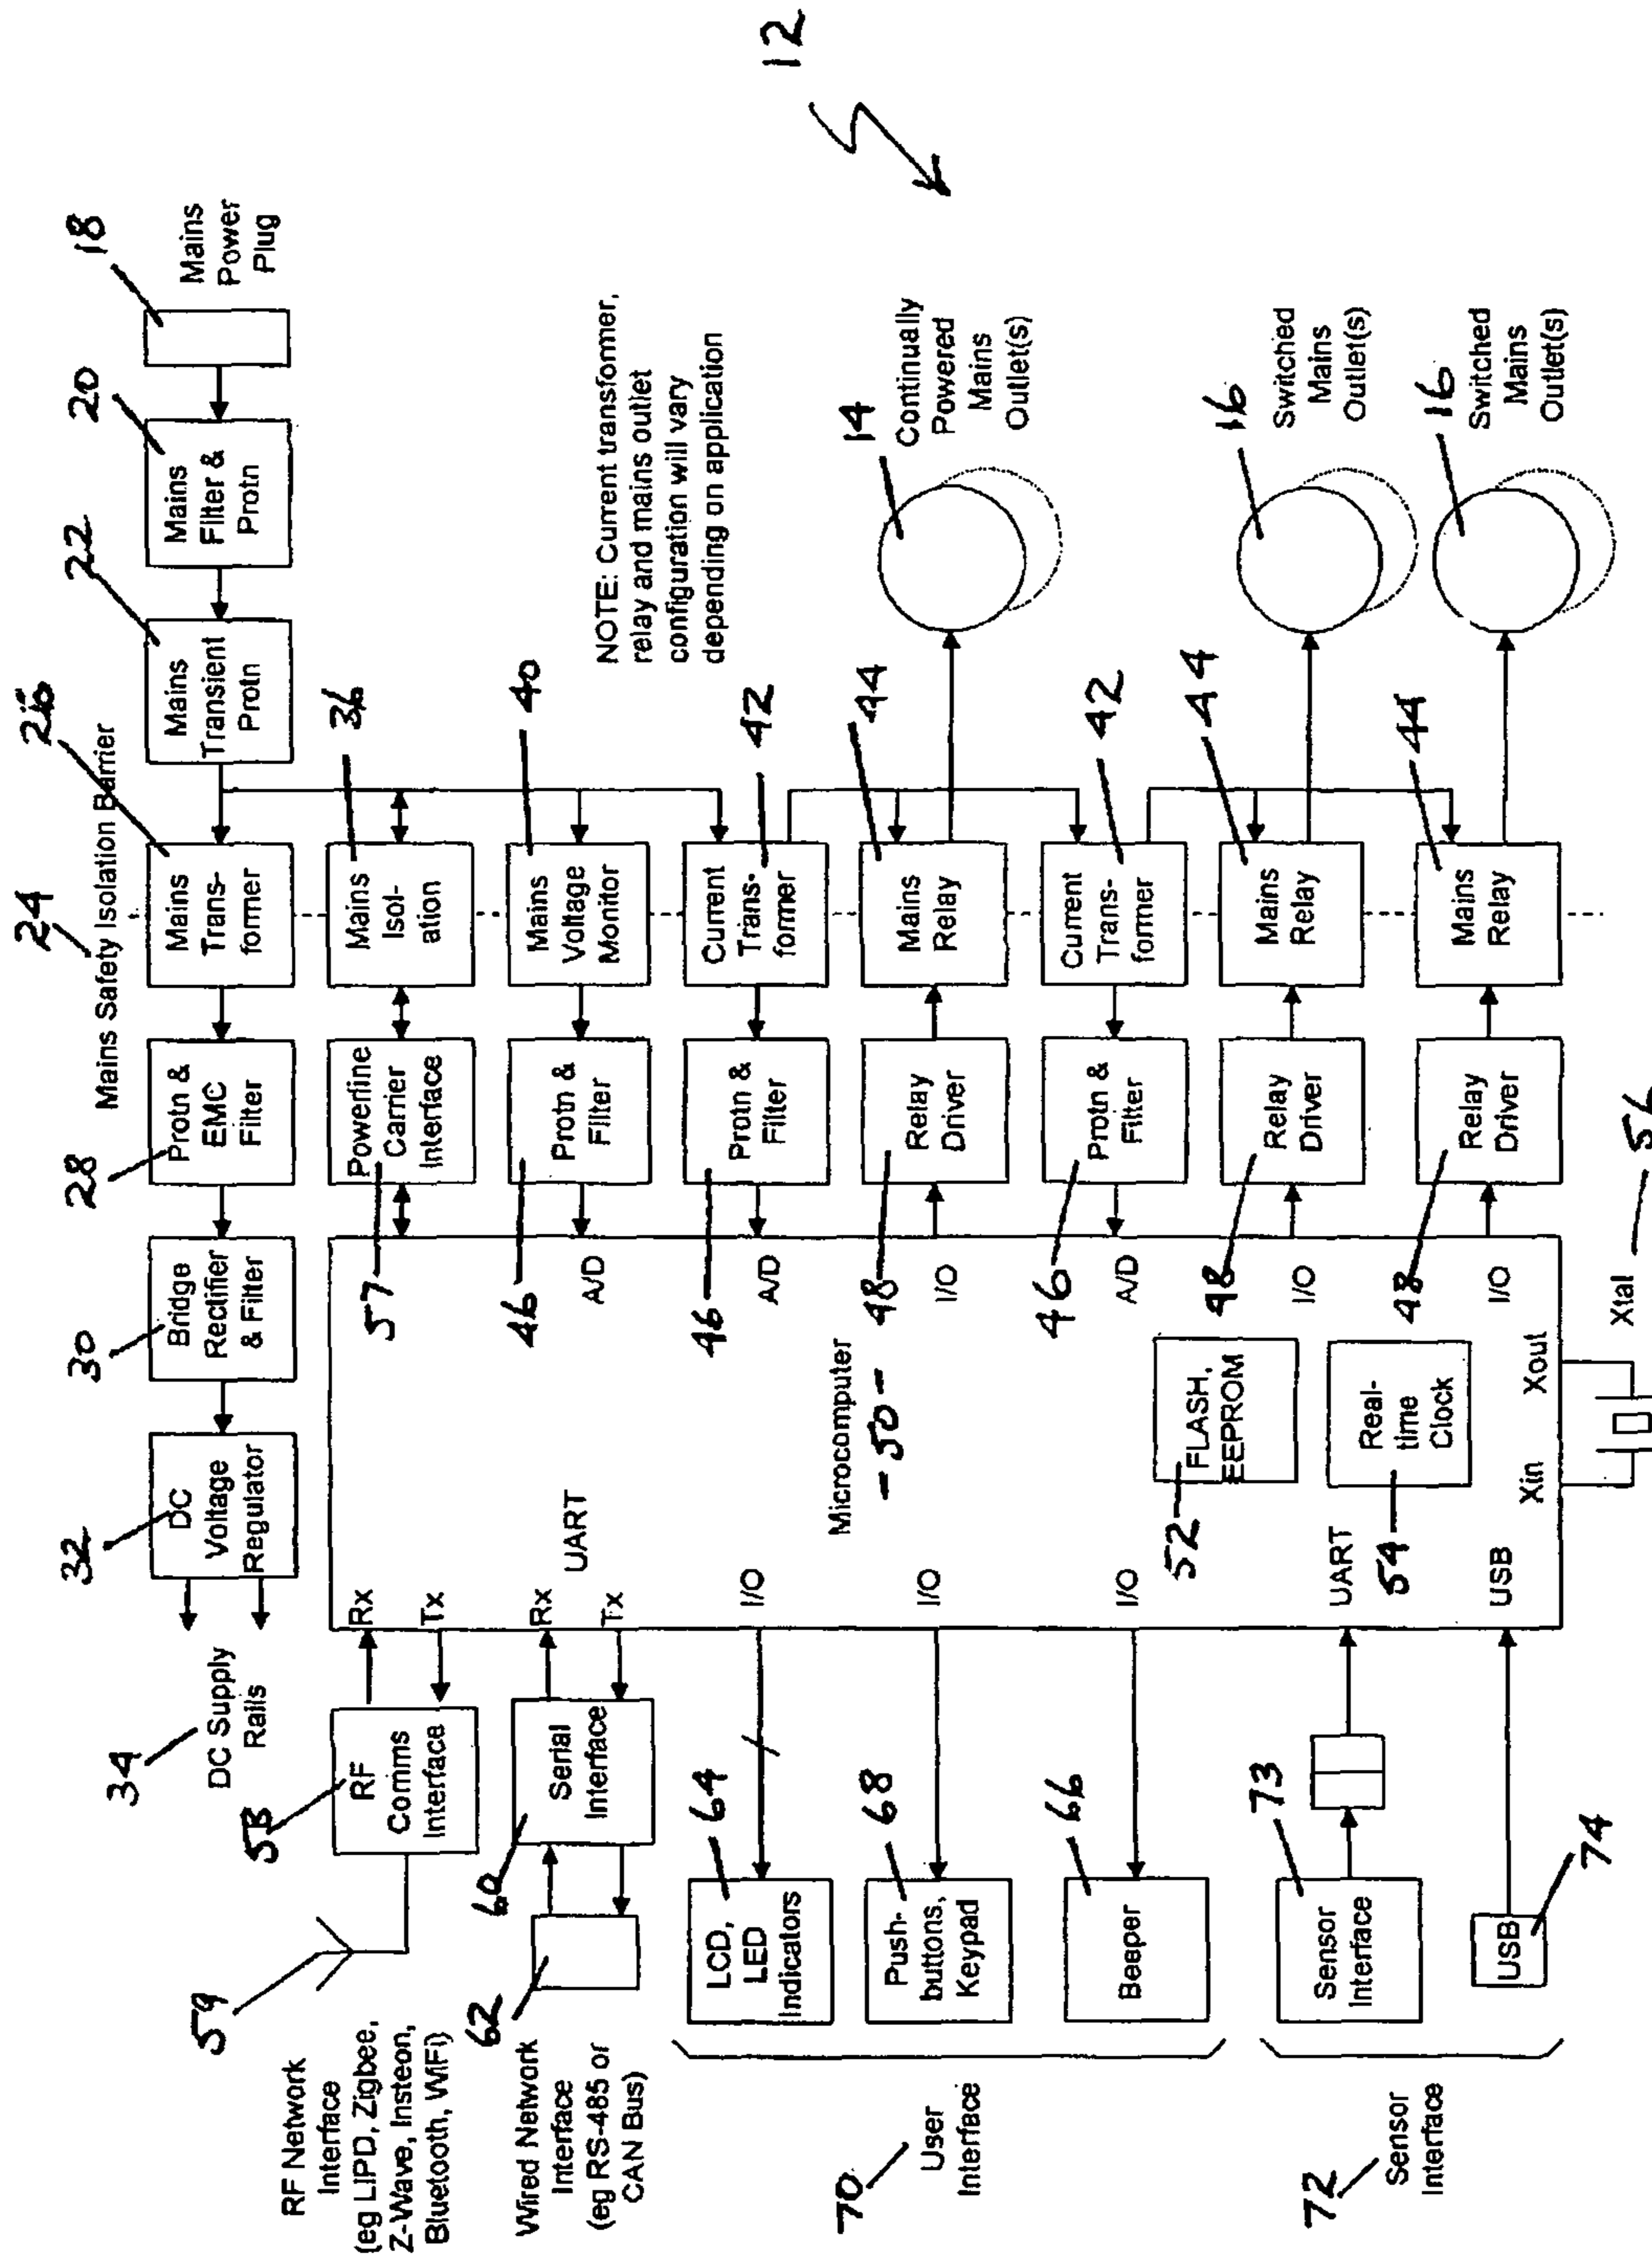 12
18
Mains
Power
Plug
20
Mains
Filter &
Protn
22
Mains
Transient
Protn
24
Mains Safety Isolation Barrier
26
Mains
Trans-
former
28
Protn &
EMC
Filter
30
Bridge
Rectifier
& Filter
32
DC
Voltage
Regulator
34
DC Supply
Rails
36
Mains
Isol-
ation
Powerline
Carrier
Interface
57
40
Mains
Voltage
Monitor
Protn &
Filter
46
A/D
42
Current
Trans-
former
Protn &
Filter
46
A/D
NOTE: Current transformer,
relay and mains outlet
configuration will vary
depending on application
44
Mains
Relay
Relay
Driver
48
I/O
14
Continually
Powered
Mains
Outlet(s)
42
Current
Trans-
former
Protn &
Filter
46
A/D
44
Mains
Relay
Relay
Driver
48
I/O
16
Switched
Mains
Outlet(s)
44
Mains
Relay
Relay
Driver
48
I/O
16
Switched
Mains
Outlet(s)
Microcomputer
- 50 -
52
FLASH,
EEPROM
54
Real-
time
Clock
Xin
Xout
Xtal
56
Rx
Tx
UART
Rx
Tx
I/O
I/O
I/O
UART
USB
58
RF
Comms
Interface
59
RF Network
Interface
(eg LIPD, Zigbee,
Z-Wave, Insteon,
Bluetooth, WiFi)
60
Serial
Interface
62
Wired Network
Interface
(eg RS-485 or
CAN Bus)
64
LCD,
LED
Indicators
68
Push-
buttons,
Keypad
66
Beeper
70
User
Interface
73
Sensor
Interface
74
USB
72
Sensor
Interface